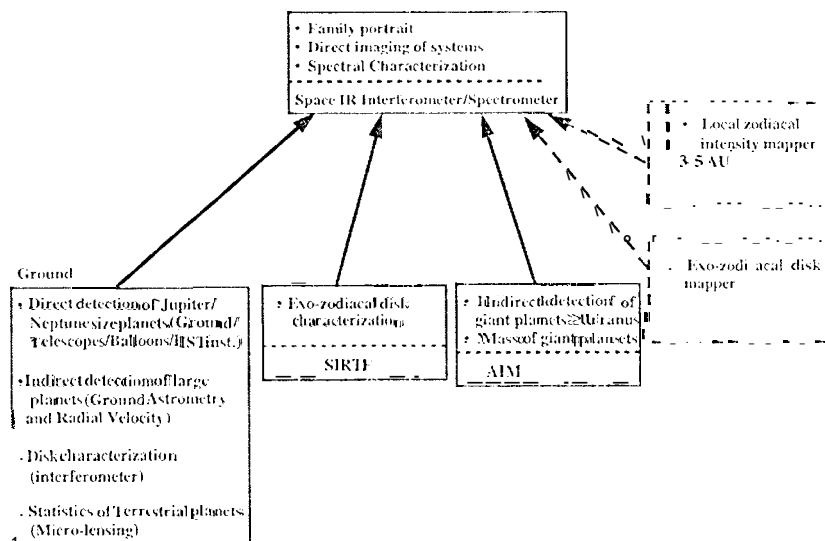 • Family portrait
• Direct imaging of systems
• Spectral Characterization
Space IR Interferometer/Spectrometer
• Local zodiacal
intensity mapper
3-5 AU
. Exo-zodi acal disk
mapper
Ground
• Direct detection of Jupiter/
Neptune size planets (Ground/
Telescopes/Balloons/HST inst.)
• Indirect detection of large
planets (Ground Astrometry
and Radial Velocity)
. Disk characterization
(interferometer)
. Statistics of Terrestrial planets
(Micro-lensing)
• Exo-zodiacal disk
characterization
SIRTF
• Indirect detection of
giant planets ≥ Uranus
• Mass of giant planets
AIM